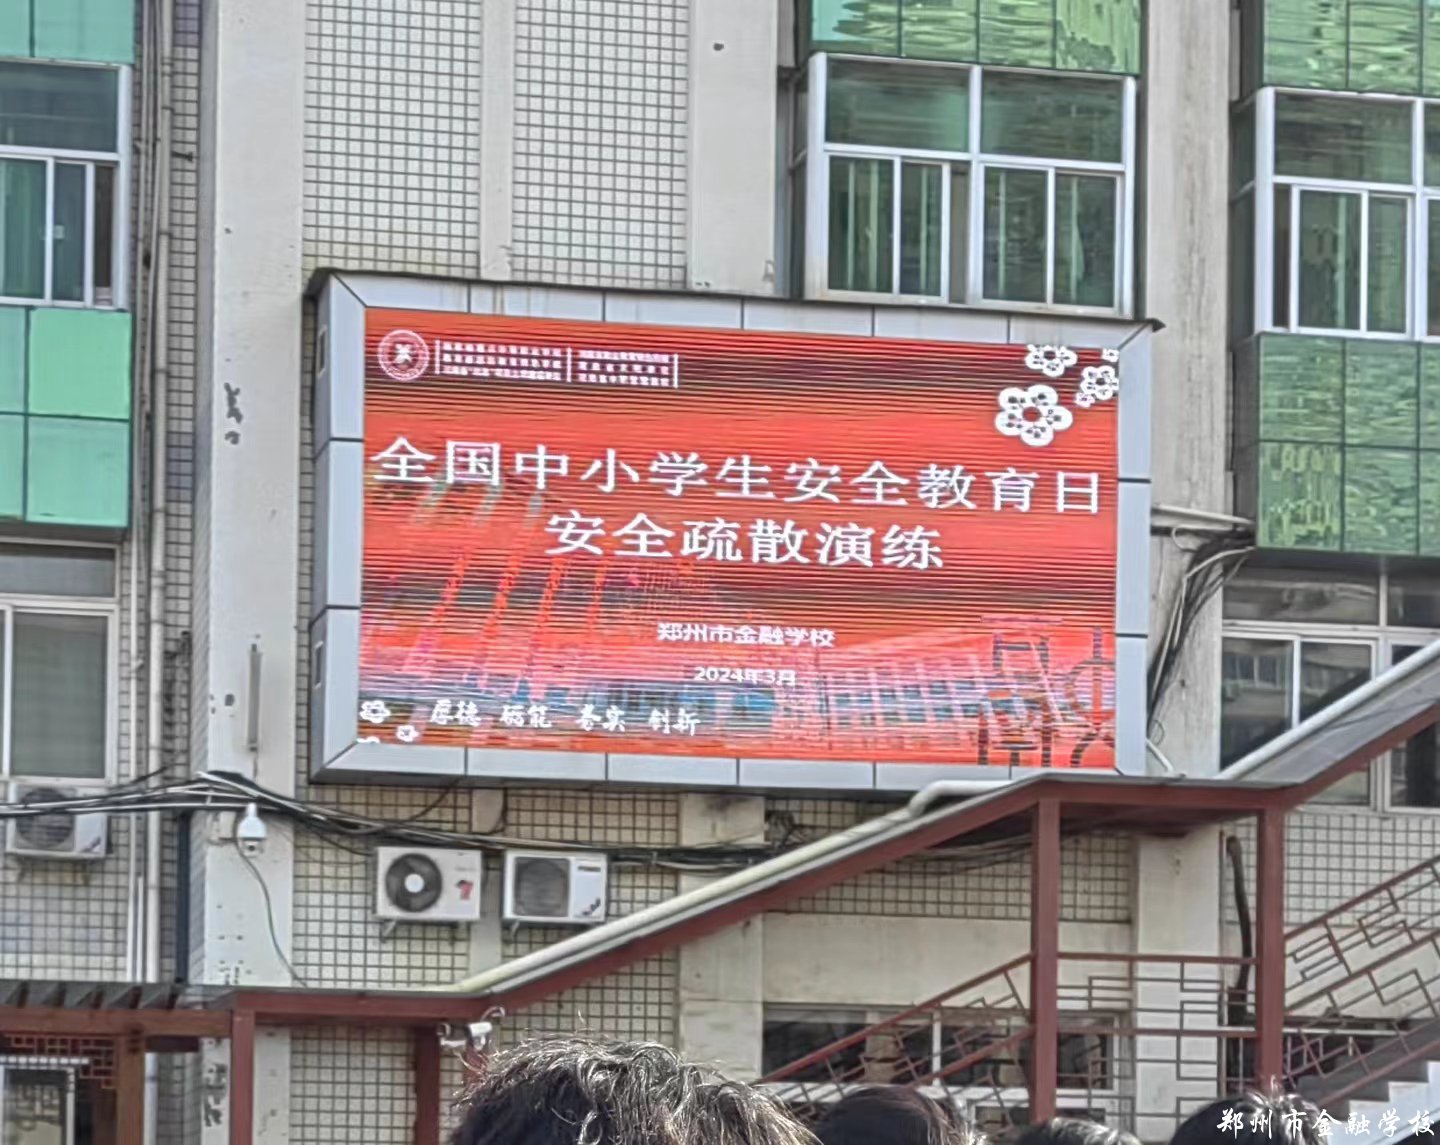 全国中小学生安全教育日
安全疏散演练
郑州市金融学校
2024年3月
厚德 砺能 务实 创新
郑州市金融学校